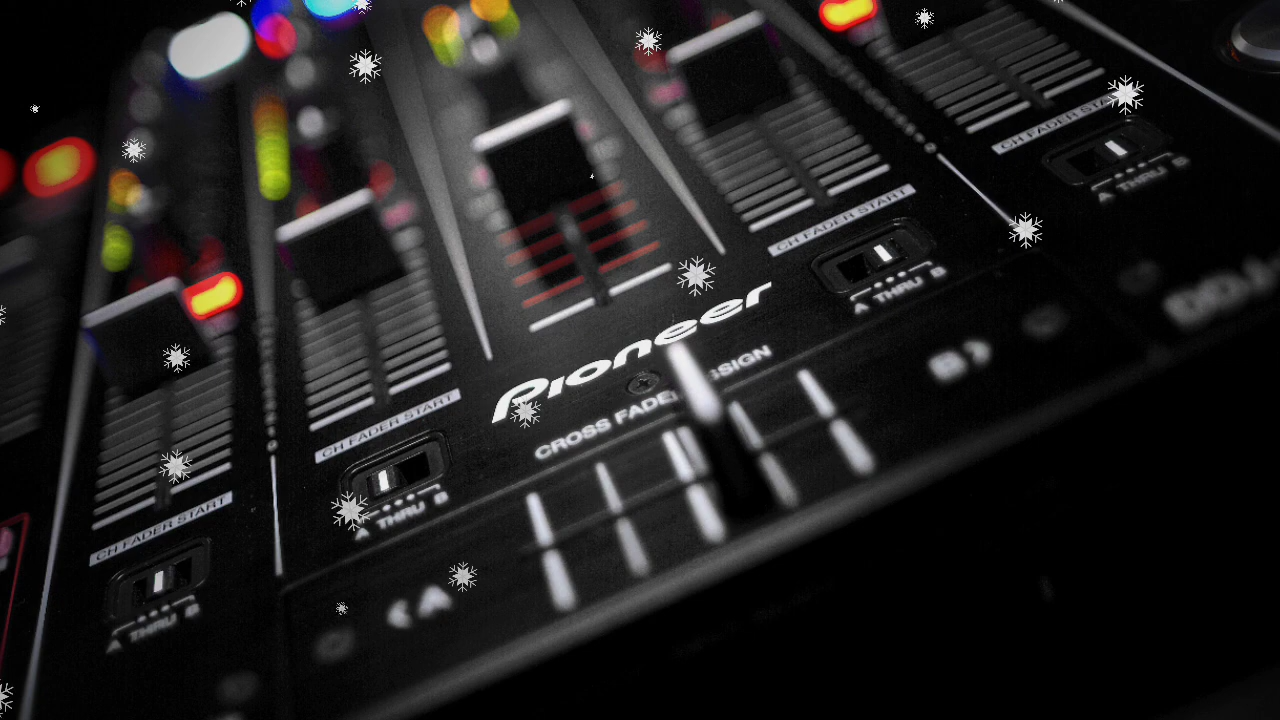 CH FADER START
A THRU B
CH FADER START
A THRU B
Pioneer
CROSS FADER ASSIGN
CH FADER START
A THRU B
CH FADER START
A THRU B
A
B